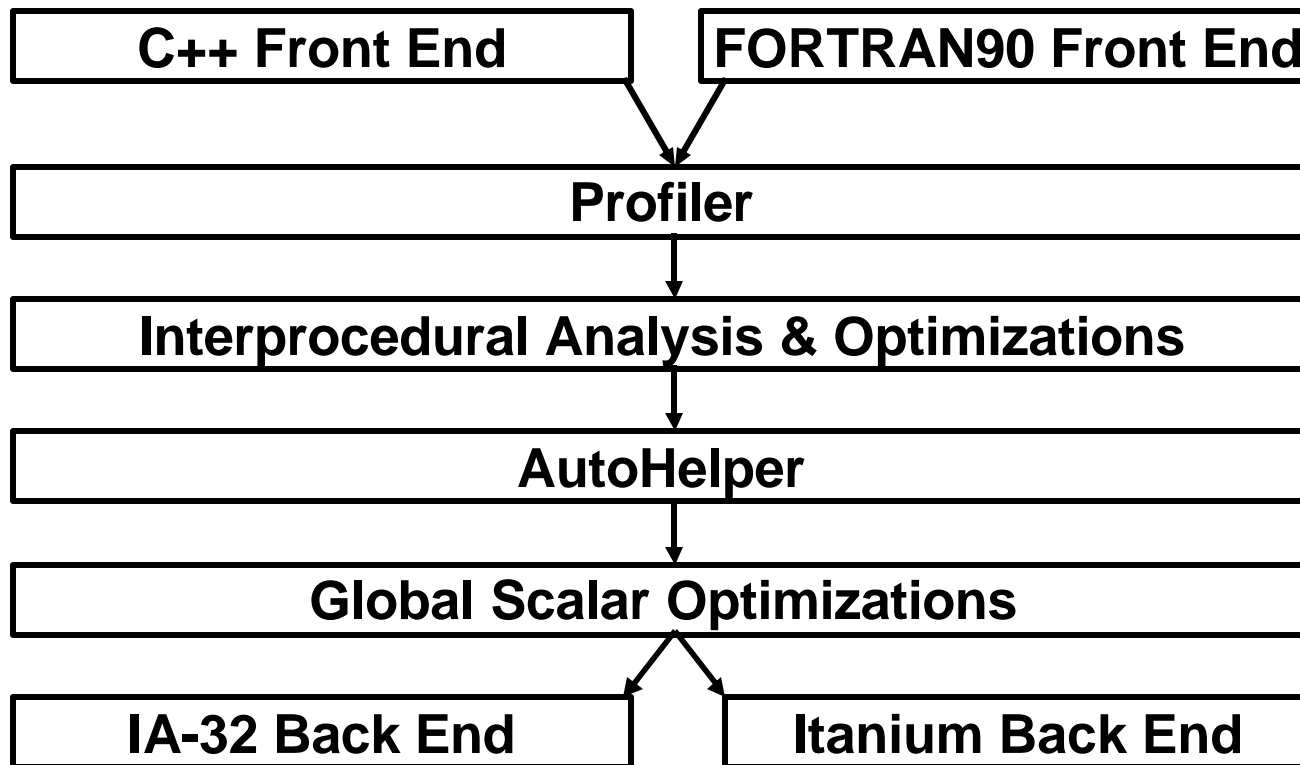 C++ Front End
FORTRAN90 Front End
Profiler
Interprocedural Analysis & Optimizations
AutoHelper
Global Scalar Optimizations
IA-32 Back End
Itanium Back End